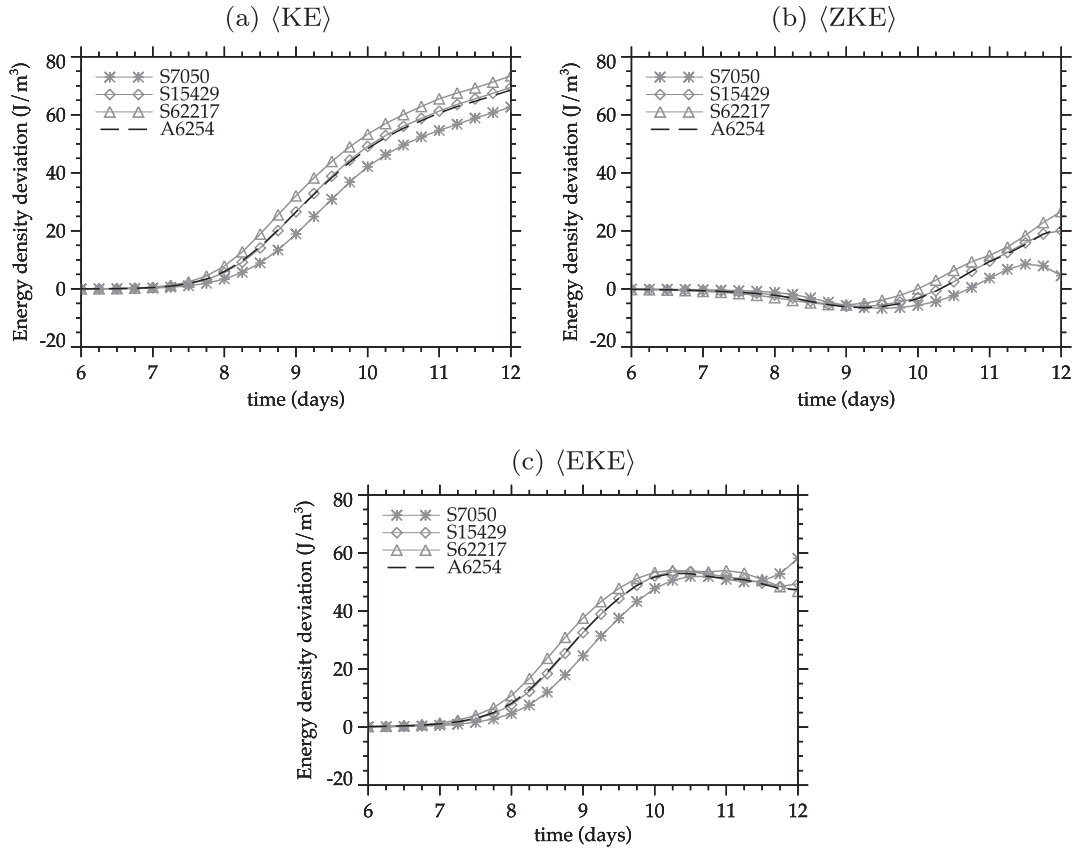 (a) ⟨KE⟩
Energy density deviation (J/m³)
80
60
40
20
0
-20
S7050
S15429
S62217
A6254
6 7 8 9 10 11 12
time (days)
(b) ⟨ZKE⟩
Energy density deviation (J/m³)
80
60
40
20
0
-20
S7050
S15429
S62217
A6254
6 7 8 9 10 11 12
time (days)
(c) ⟨EKE⟩
Energy density deviation (J/m³)
80
60
40
20
0
-20
S7050
S15429
S62217
A6254
6 7 8 9 10 11 12
time (days)